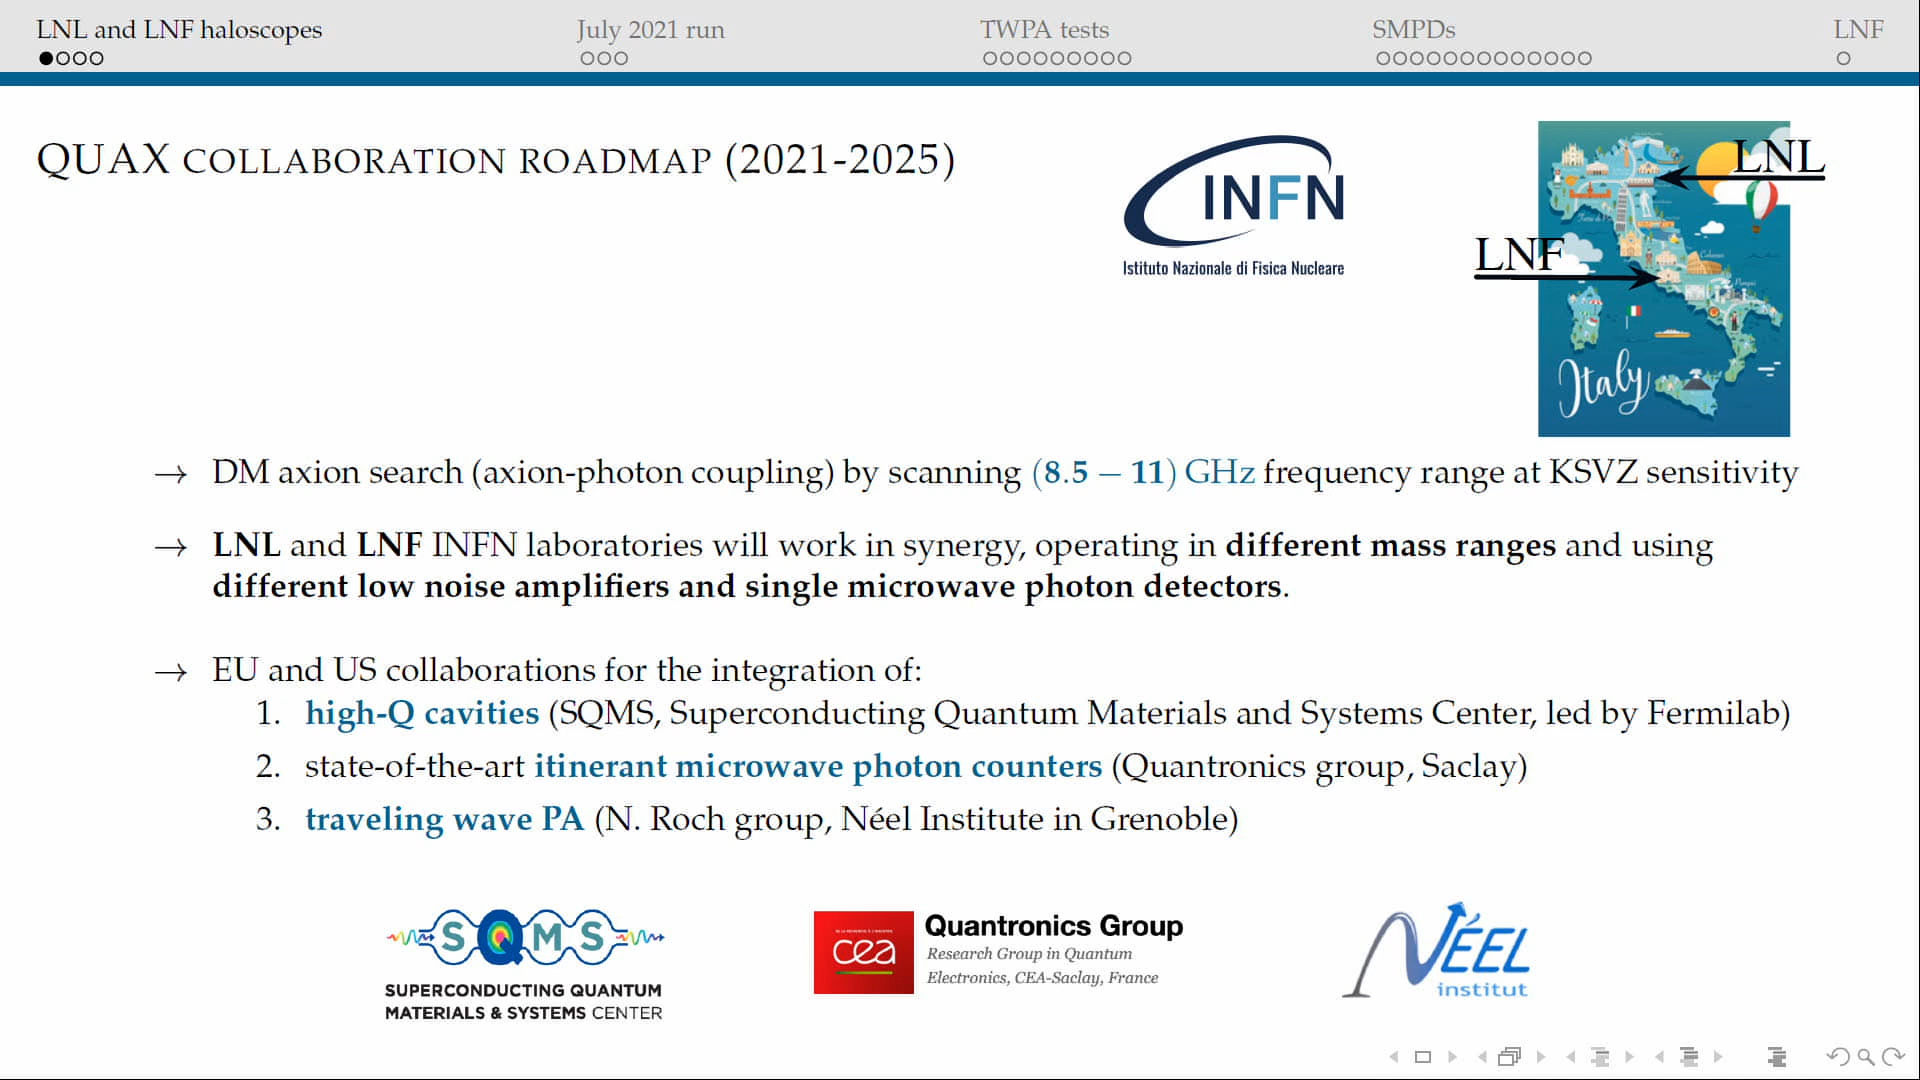 LNL and LNF haloscopes
July 2021 run
TWPA tests
SMPDs
LNF
QUAX COLLABORATION ROADMAP (2021-2025)
INFN
Istituto Nazionale di Fisica Nucleare
LNL
LNF
Italy
→ DM axion search (axion-photon coupling) by scanning (8.5 – 11) GHz frequency range at KSVZ sensitivity
→ LNL and LNF INFN laboratories will work in synergy, operating in different mass ranges and using
different low noise amplifiers and single microwave photon detectors.
→ EU and US collaborations for the integration of:
1. high-Q cavities (SQMS, Superconducting Quantum Materials and Systems Center, led by Fermilab)
2. state-of-the-art itinerant microwave photon counters (Quantronics group, Saclay)
3. traveling wave PA (N. Roch group, Néel Institute in Grenoble)
SQMS
SUPERCONDUCTING QUANTUM
MATERIALS & SYSTEMS CENTER
cea
Quantronics Group
Research Group in Quantum
Electronics, CEA-Saclay, France
NÉEL
institut